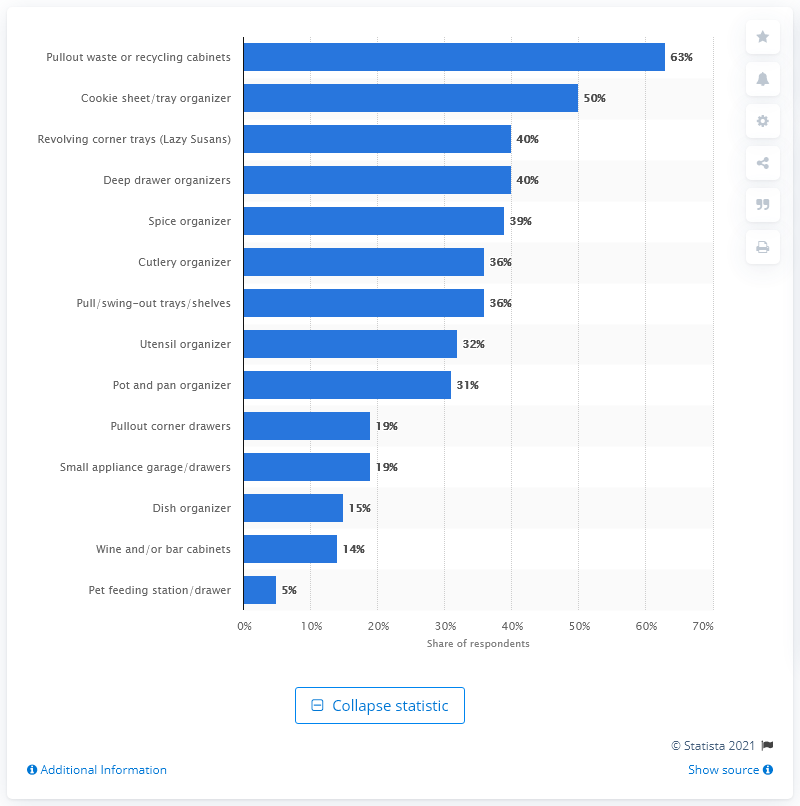 Pullout waste or recycling cabinets 63%
Cookie sheet/tray organizer 50%
Revolving corner trays (Lazy Susans) 40%
Deep drawer organizers 40%
Spice organizer 39%
Cutlery organizer 36%
Pull/swing-out trays/shelves 36%
Utensil organizer 32%
Pot and pan organizer 31%
Pullout corner drawers 19%
Small appliance garage/drawers 19%
Dish organizer 15%
Wine and/or bar cabinets 14%
Pet feeding station/drawer 5%
0% 10% 20% 30% 40% 50% 60% 70%
Share of respondents
Collapse statistic
© Statista 2021
Additional Information Show source